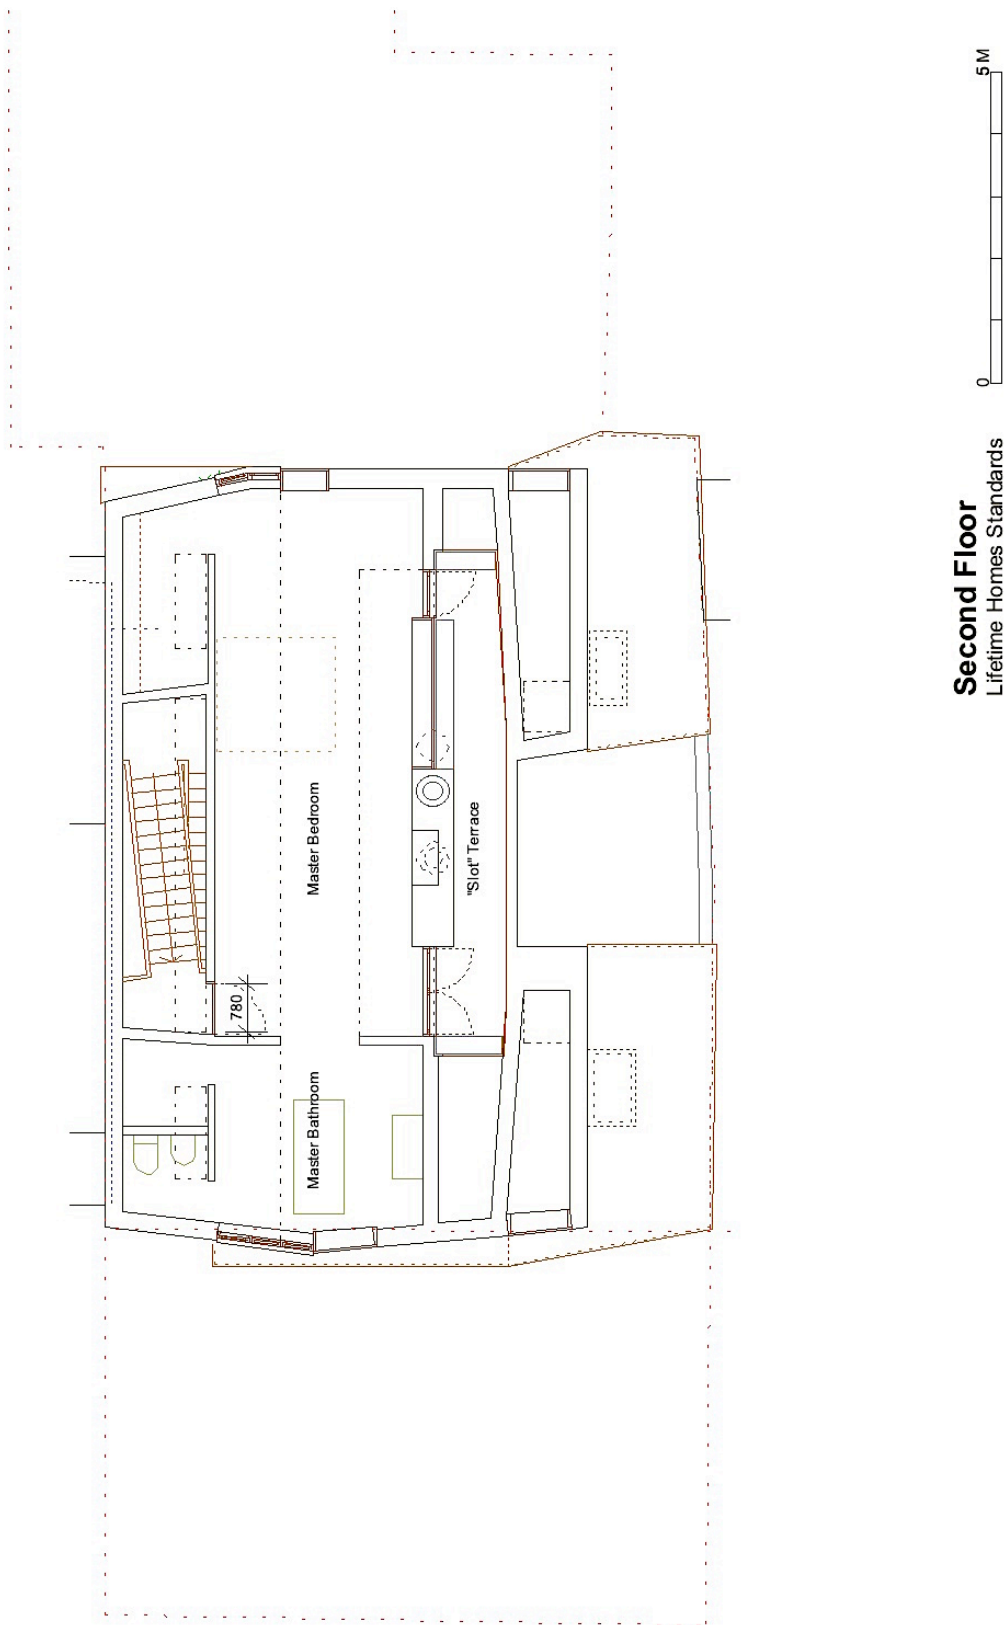 Second Floor
Lifetime Homes Standards
0
5M
Master Bathroom
780
Master Bedroom
"Slot" Terrace